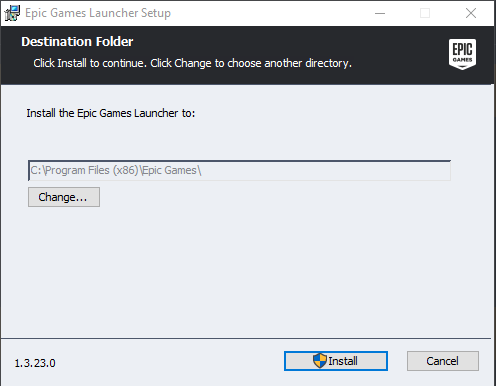 Epic Games Launcher Setup
Destination Folder
Click Install to continue. Click Change to choose another directory.
EPIC
GAMES
Install the Epic Games Launcher to:
C:\Program Files (x86)\Epic Games\
Change...
1.3.23.0
Install
Cancel